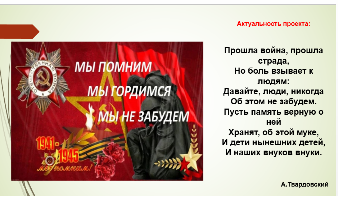 Актуальность проекта:
МЫ ПОМНИМ
МЫ ГОРДИМСЯ
МЫ НЕ ЗАБУДЕМ
1941-
1945
Прошла война, прошла
страда,
Но боль взывает к
людям:
Давайте, люди, никогда
Об этом не забудем.
Пусть память верную о
ней
Хранят, об этой муке,
И дети нынешних детей,
И наших внуков внуки.
А.Твардовский